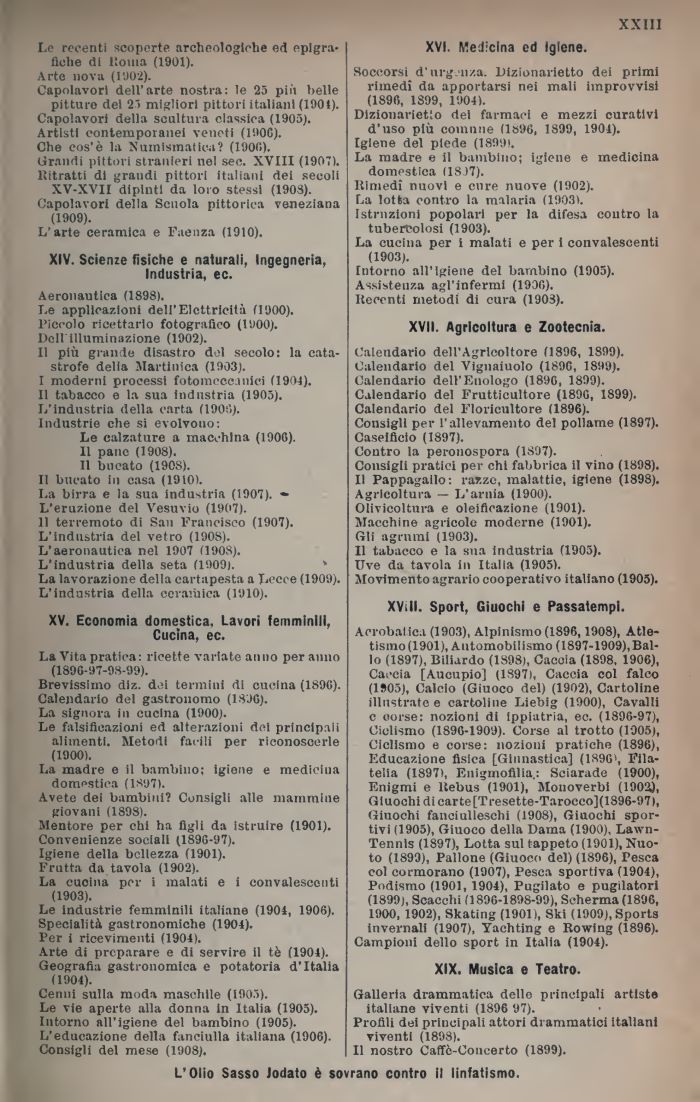 XXIII
Le recenti scoperte archeologiche ed epigra-
fiche di Roma (1901).
Arte nova (1902).
Capolavori dell'arte nostra: le 25 più belle
pitture dei 25 migliori pittori italiani (1904).
Capolavori della scultura classica (1905).
Artisti contemporanei veneti (1906).
Che cos'è la Numismatica? (1906).
Grandi pittori stranieri nel sec. XVIII (1907).
Ritratti di grandi pittori italiani dei secoli
XV-XVII dipinti da loro stessi (1908).
Capolavori della Scuola pittorica veneziana
(1909).
L'arte ceramica e Faenza (1910).
XIV. Scienze fisiche e naturali, Ingegneria,
Industria, ec.
Aeronautica (1898).
Le applicazioni dell'Elettricità (1900).
Piccolo ricettario fotografico (1900).
Dell'illuminazione (1902).
Il più grande disastro del secolo: la cata-
strofe della Martinica (1903).
I moderni processi fotomeccanici (1904).
Il tabacco e la sua industria (1905).
L'industria della carta (1906).
Industrie che si evolvono:
Le calzature a macchina (1906).
Il pane (1908).
Il bucato (1908).
Il bucato in casa (1910).
La birra e la sua industria (1907).
L'eruzione del Vesuvio (1907).
Il terremoto di San Francisco (1907).
L'industria del vetro (1908).
L'aeronautica nel 1907 (1908).
L'industria della seta (1909).
La lavorazione della cartapesta a Lecce (1909).
L'industria della ceramica (1910).
XV. Economia domestica, Lavori femminili,
Cucina, ec.
La Vita pratica: ricette variate anno per anno
(1896-97-98-99).
Brevissimo diz. dei termini di cucina (1896).
Calendario del gastronomo (1896).
La signora in cucina (1900).
Le falsificazioni ed alterazioni dei principali
alimenti. Metodi facili per riconoscerle
(1900).
La madre e il bambino; igiene e medicina
domestica (1897).
Avete dei bambini? Consigli alle mammine
giovani (1898).
Mentore per chi ha figli da istruire (1901).
Convenienze sociali (1896-97).
Igiene della bellezza (1901).
Frutta da tavola (1902).
La cucina per i malati e i convalescenti
(1903).
Le industrie femminili italiane (1904, 1906).
Specialità gastronomiche (1904).
Per i ricevimenti (1904).
Arte di preparare e di servire il tè (1904).
Geografia gastronomica e potatoria d'Italia
(1904).
Cenni sulla moda maschile (1905).
Le vie aperte alla donna in Italia (1905).
Intorno all'igiene del bambino (1905).
L'educazione della fanciulla italiana (1906).
Consigli del mese (1908).
XVI. Medicina ed Igiene.
Soccorsi d'urgenza. Dizionarietto dei primi
rimedî da apportarsi nei mali improvvisi
(1896, 1899, 1904).
Dizionarietto dei farmaci e mezzi curativi
d'uso più comune (1896, 1899, 1904).
Igiene del piede (1899).
La madre e il bambino; igiene e medicina
domestica (1897).
Rimedî nuovi e cure nuove (1902).
La lotta contro la malaria (1903).
Istruzioni popolari per la difesa contro la
tubercolosi (1903).
La cucina per i malati e per i convalescenti
(1903).
Intorno all'igiene del bambino (1905).
Assistenza agl'infermi (1906).
Recenti metodi di cura (1908).
XVII. Agricoltura e Zootecnia.
Calendario dell'Agricoltore (1896, 1899).
Calendario del Vignaiuolo (1896, 1899).
Calendario dell'Enologo (1896, 1899).
Calendario del Frutticultore (1896, 1899).
Calendario del Floricultore (1896).
Consigli per l'allevamento del pollame (1897).
Caseificio (1897).
Contro la peronospora (1897).
Consigli pratici per chi fabbrica il vino (1898).
Il Pappagallo: razze, malattie, igiene (1898).
Agricoltura — L'arnia (1900).
Olivicoltura e oleificazione (1901).
Macchine agricole moderne (1901).
Gli agrumi (1903).
Il tabacco e la sua industria (1905).
Uve da tavola in Italia (1905).
Movimento agrario cooperativo italiano (1905).
XVIII. Sport, Giuochi e Passatempi.
Acrobatica (1903), Alpinismo (1896, 1908), Atle-
tismo (1901), Automobilismo (1897-1909), Bal-
lo (1897), Biliardo (1898), Caccia (1898, 1906),
Caccia [Aucupio] (1897), Caccia col falco
(1905), Calcio (Giuoco del) (1902), Cartoline
illustrate e cartoline Liebig (1900), Cavalli
e corse: nozioni di ippiatria, ec. (1896-97),
Ciclismo (1896-1909). Corse al trotto (1905),
Ciclismo e corse: nozioni pratiche (1896),
Educazione fisica [Ginnastica] (1896), Fila-
telia (1897), Enigmofilia: Sciarade (1900),
Enigmi e Rebus (1901), Monoverbi (1902),
Giuochi di carte [Tresette-Tarocco] (1896-97),
Giuochi fanciulleschi (1908), Giuochi spor-
tivi (1905), Giuoco della Dama (1900), Lawn-
Tennis (1897), Lotta sul tappeto (1901), Nuo-
to (1899), Pallone (Giuoco del) (1896), Pesca
col cormorano (1907), Pesca sportiva (1904),
Podismo (1901, 1904), Pugilato e pugilatori
(1899), Scacchi (1896-1898-99), Scherma (1896,
1900, 1902), Skating (1901), Ski (1909), Sports
invernali (1907), Yachting e Rowing (1896).
Campioni dello sport in Italia (1904).
XIX. Musica e Teatro.
Galleria drammatica delle principali artiste
italiane viventi (1896 97).
Profili dei principali attori drammatici italiani
viventi (1898).
Il nostro Caffè-Concerto (1899).
L'Olio Sasso Jodato è sovrano contro il linfatismo.